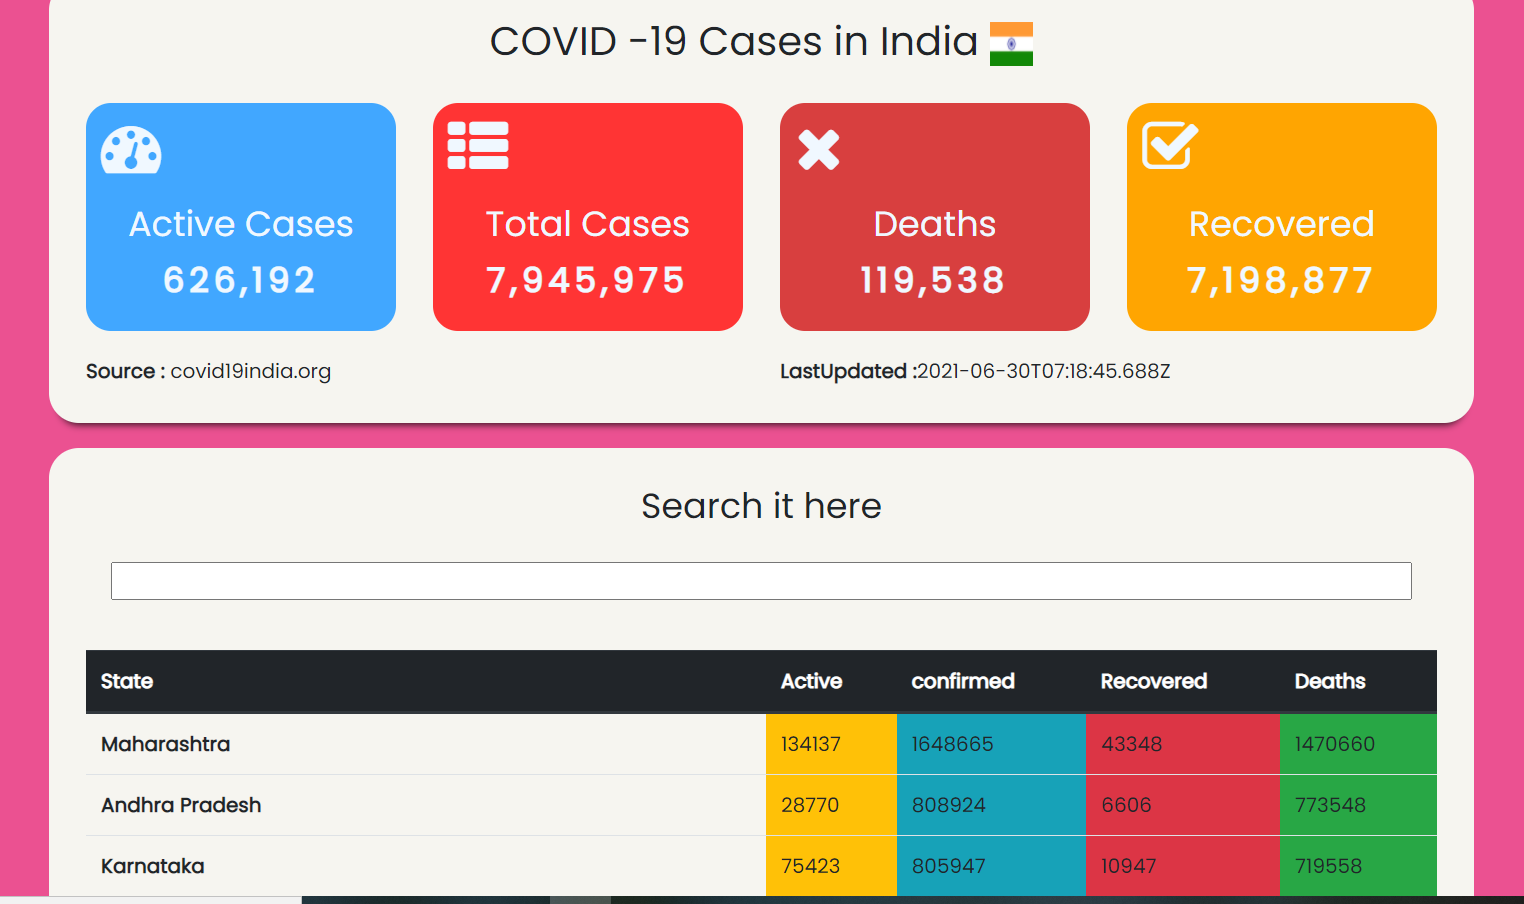 COVID -19 Cases in India
Active Cases
626,192
Total Cases
7,945,975
Deaths
119,538
Recovered
7,198,877
Source : covid19india.org
LastUpdated :2021-06-30T07:18:45.688Z
Search it here
State Active confirmed Recovered Deaths
Maharashtra 134137 1648665 43348 1470660
Andhra Pradesh 28770 808924 6606 773548
Karnataka 75423 805947 10947 719558